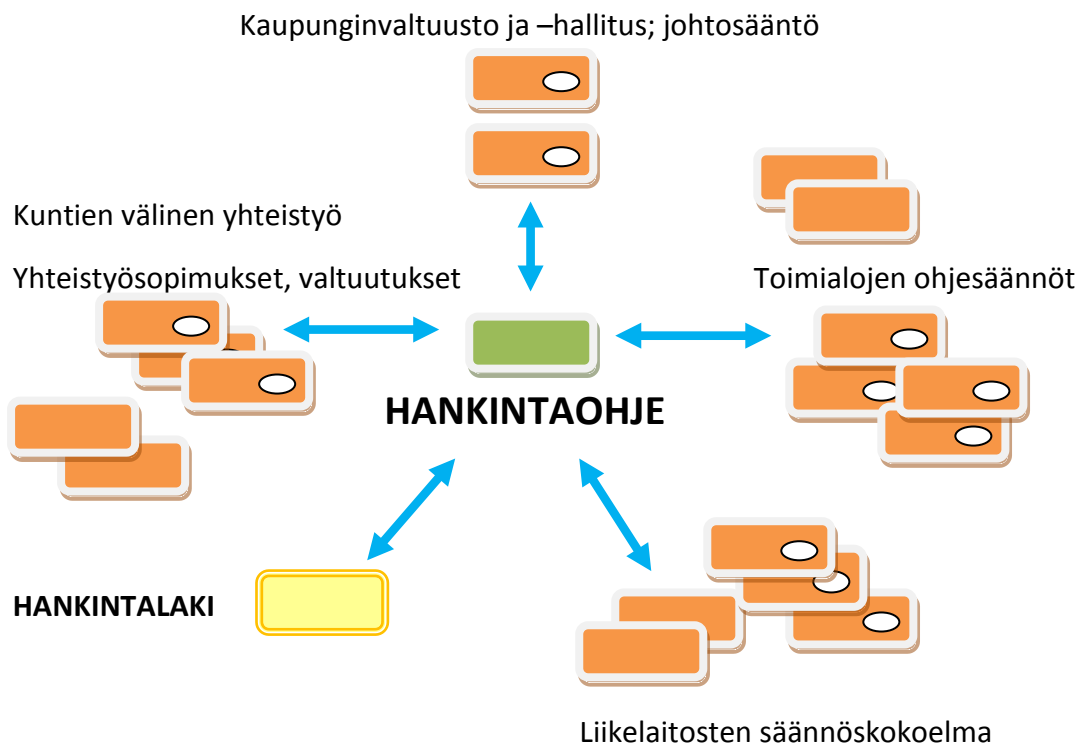 Kaupunginvaltuusto ja –hallitus; johtosääntö
Kuntien välinen yhteistyö
Yhteistyösopimukset, valtuutukset
Toimialojen ohjesäännöt
HANKINTAOHJE
HANKINTALAKI
Liikelaitosten säännöskokoelma